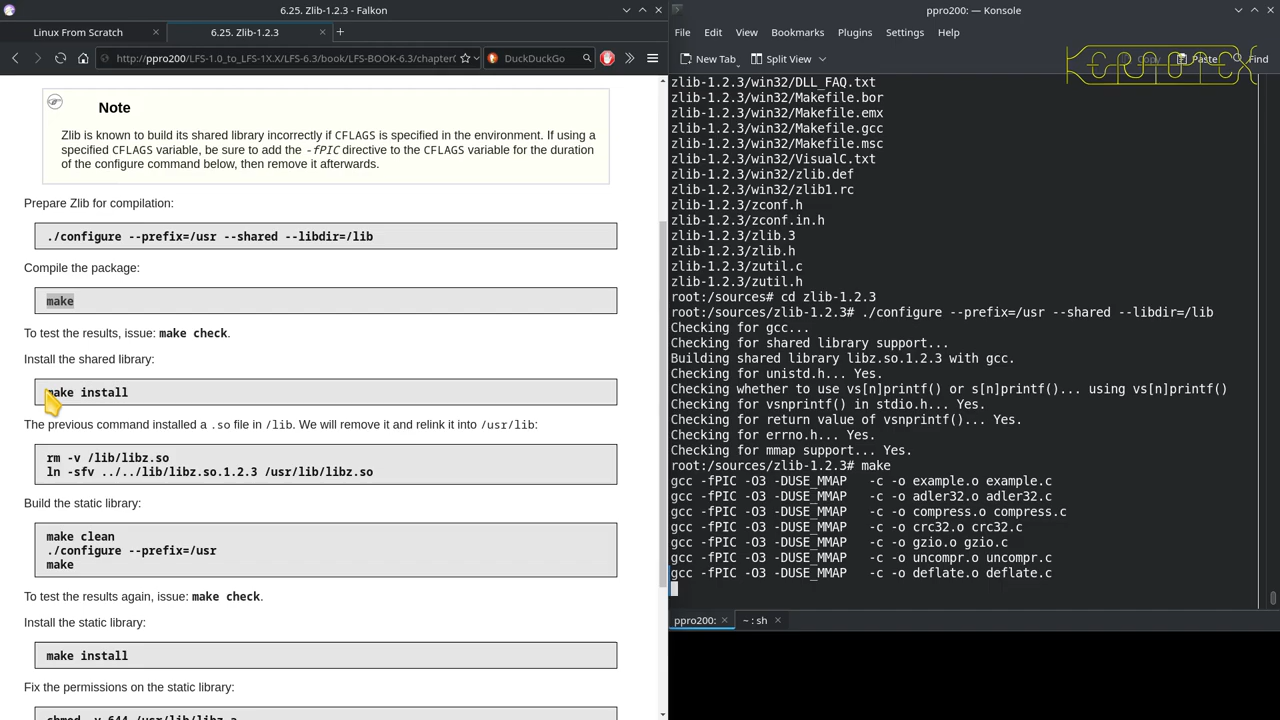 6.25. Zlib-1.2.3 / Falkon
Linux From Scratch
6.25. Zlib-1.2.3
http://ppro200/LFS-1.0_to_LFS-1X.X/LFS-6.3/book/LFS-BOOK-6.3/chapter(
DuckDuckGo
Note
Zlib is known to build its shared library incorrectly if CFLAGS is specified in the environment. If using a
specified CFLAGS variable, be sure to add the -fPIC directive to the CFLAGS variable for the duration
of the configure command below, then remove it afterwards.
Prepare Zlib for compilation:
./configure --prefix=/usr --shared --libdir=/lib
Compile the package:
make
To test the results, issue: make check.
Install the shared library:
make install
The previous command installed a .so file in /lib. We will remove it and relink it into /usr/lib:
rm -v /lib/libz.so
ln -sfv ../../lib/libz.so.1.2.3 /usr/lib/libz.so
Build the static library:
make clean
./configure --prefix=/usr
make
To test the results again, issue: make check.
Install the static library:
make install
Fix the permissions on the static library:
chmod -v 644 /usr/lib/libz.a
ppro200: — Konsole
File Edit View Bookmarks Plugins Settings Help
New Tab Split View Copy Paste Find
zlib-1.2.3/win32/DLL_FAQ.txt
zlib-1.2.3/win32/Makefile.bor
zlib-1.2.3/win32/Makefile.emx
zlib-1.2.3/win32/Makefile.gcc
zlib-1.2.3/win32/Makefile.msc
zlib-1.2.3/win32/VisualC.txt
zlib-1.2.3/win32/zlib.def
zlib-1.2.3/win32/zlib1.rc
zlib-1.2.3/zconf.h
zlib-1.2.3/zconf.in.h
zlib-1.2.3/zlib.3
zlib-1.2.3/zlib.h
zlib-1.2.3/zutil.c
zlib-1.2.3/zutil.h
root:/sources# cd zlib-1.2.3
root:/sources/zlib-1.2.3# ./configure --prefix=/usr --shared --libdir=/lib
Checking for gcc...
Checking for shared library support...
Building shared library libz.so.1.2.3 with gcc.
Checking for unistd.h... Yes.
Checking whether to use vs[n]printf() or s[n]printf()... using vs[n]printf()
Checking for vsnprintf() in stdio.h... Yes.
Checking for return value of vsnprintf()... Yes.
Checking for errno.h... Yes.
Checking for mmap support... Yes.
root:/sources/zlib-1.2.3# make
gcc -fPIC -O3 -DUSE_MMAP   -c -o example.o example.c
gcc -fPIC -O3 -DUSE_MMAP   -c -o adler32.o adler32.c
gcc -fPIC -O3 -DUSE_MMAP   -c -o compress.o compress.c
gcc -fPIC -O3 -DUSE_MMAP   -c -o crc32.o crc32.c
gcc -fPIC -O3 -DUSE_MMAP   -c -o gzio.o gzio.c
gcc -fPIC -O3 -DUSE_MMAP   -c -o uncompr.o uncompr.c
gcc -fPIC -O3 -DUSE_MMAP   -c -o deflate.o deflate.c
ppro200:
~ : sh